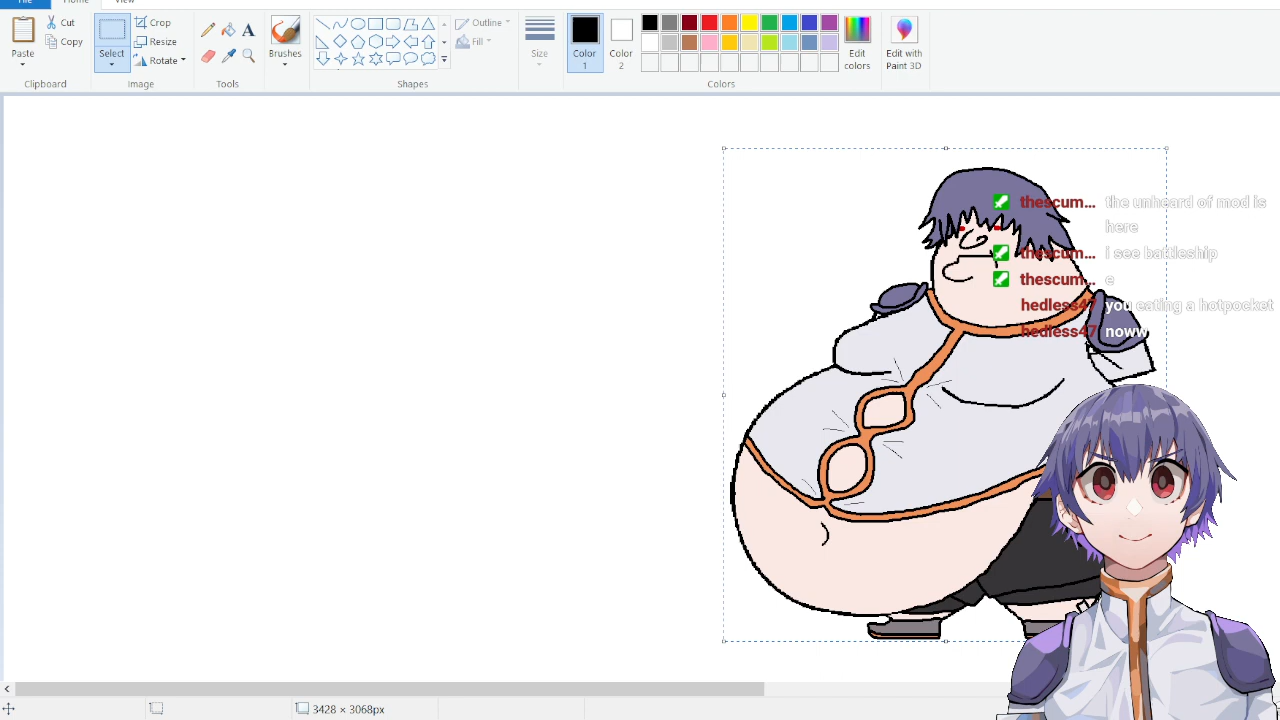 File Home View
Paste
Cut
Copy
Clipboard
Select
Crop
Resize
Rotate
Image
A
Tools
Brushes
Shapes
Outline
Fill
Size
Color
1
Color
2
Edit
colors
Colors
Edit with
Paint 3D
thescum... the unheard of mod is
here
thescum... I see battleship
thescum... e
hedless47 you eating a hotpocket
hedless47 noww
3428 × 3068px